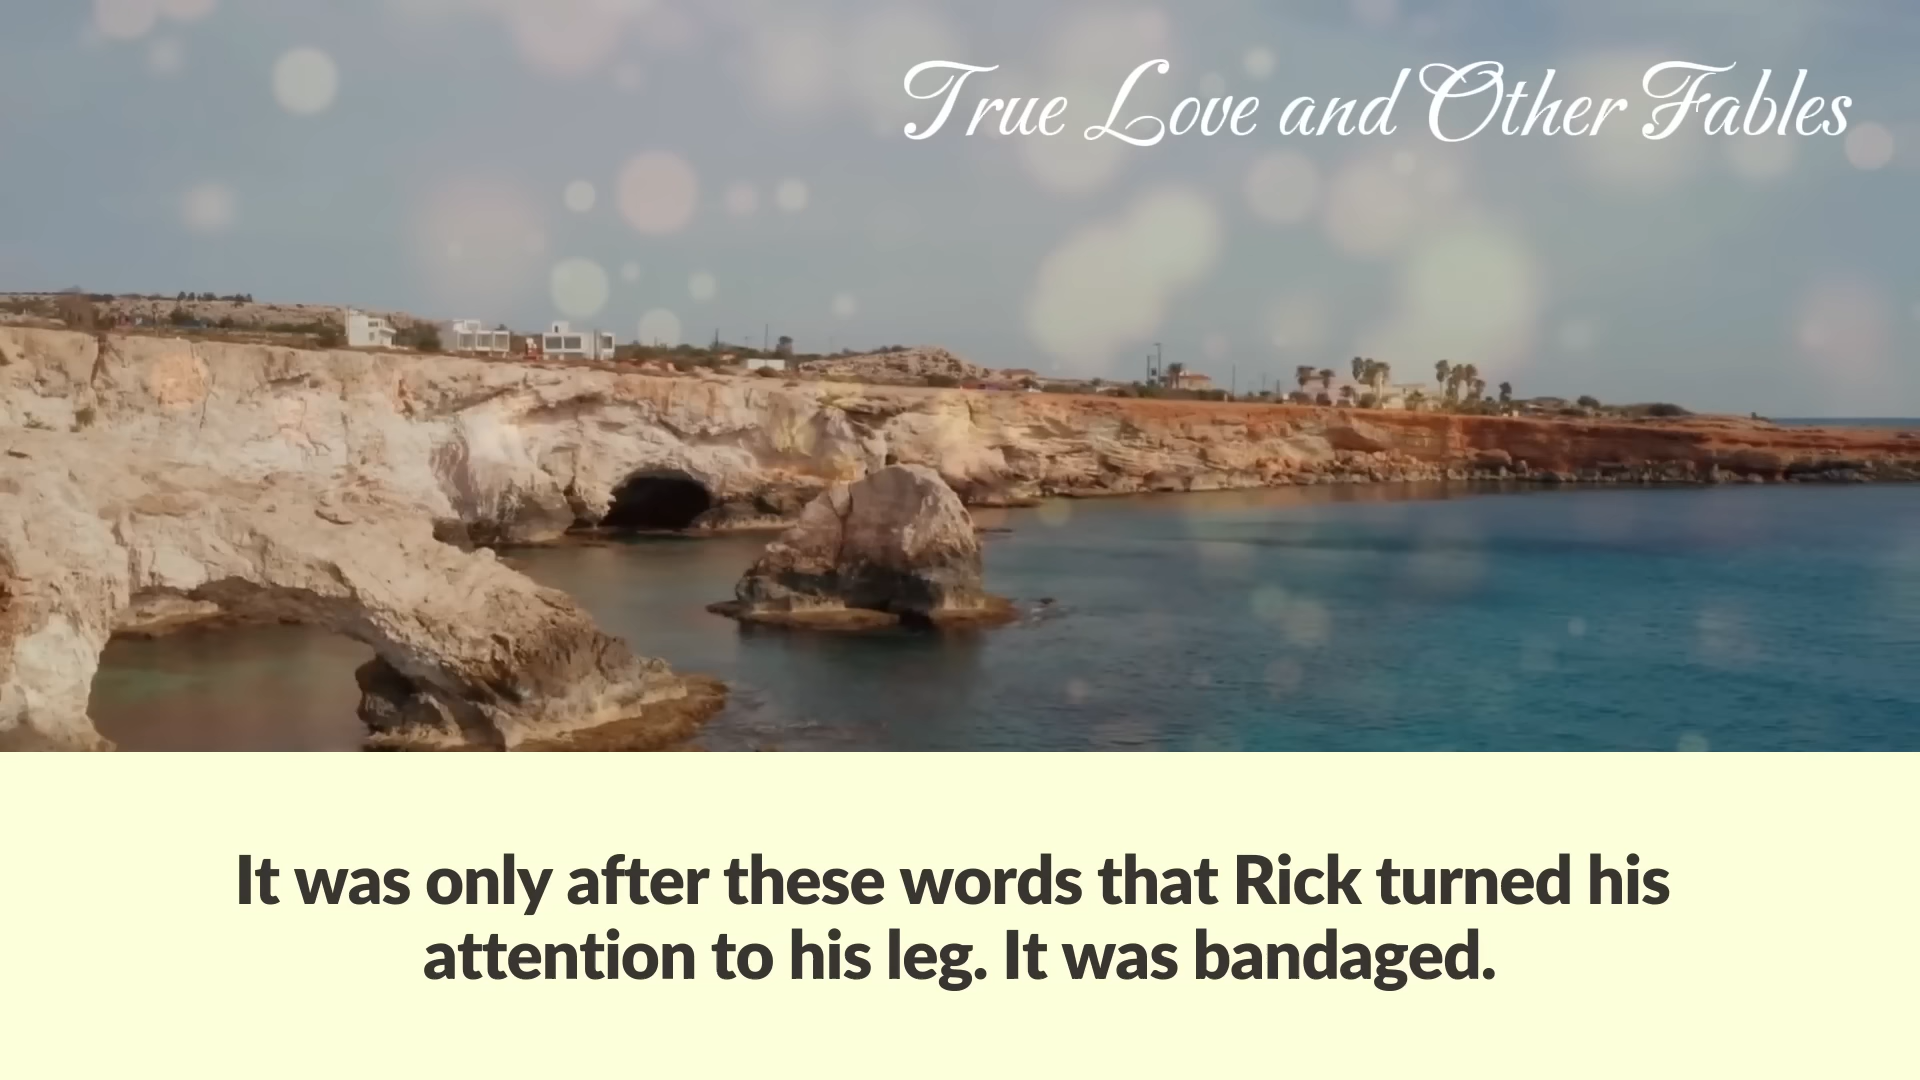 True Love and Other Fables
It was only after these words that Rick turned his
attention to his leg. It was bandaged.